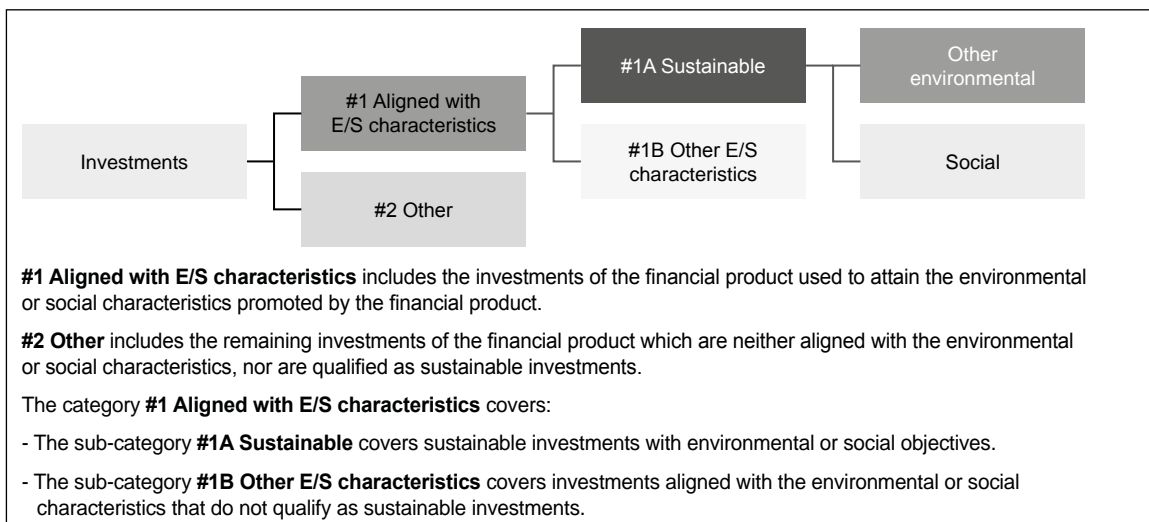 #1A Sustainable
Other
environmental
#1 Aligned with
E/S characteristics
Investments
#1B Other E/S
characteristics
Social
#2 Other
#1 Aligned with E/S characteristics includes the investments of the financial product used to attain the environmental
or social characteristics promoted by the financial product.
#2 Other includes the remaining investments of the financial product which are neither aligned with the environmental
or social characteristics, nor are qualified as sustainable investments.
The category #1 Aligned with E/S characteristics covers:
- The sub-category #1A Sustainable covers sustainable investments with environmental or social objectives.
- The sub-category #1B Other E/S characteristics covers investments aligned with the environmental or social
characteristics that do not qualify as sustainable investments.